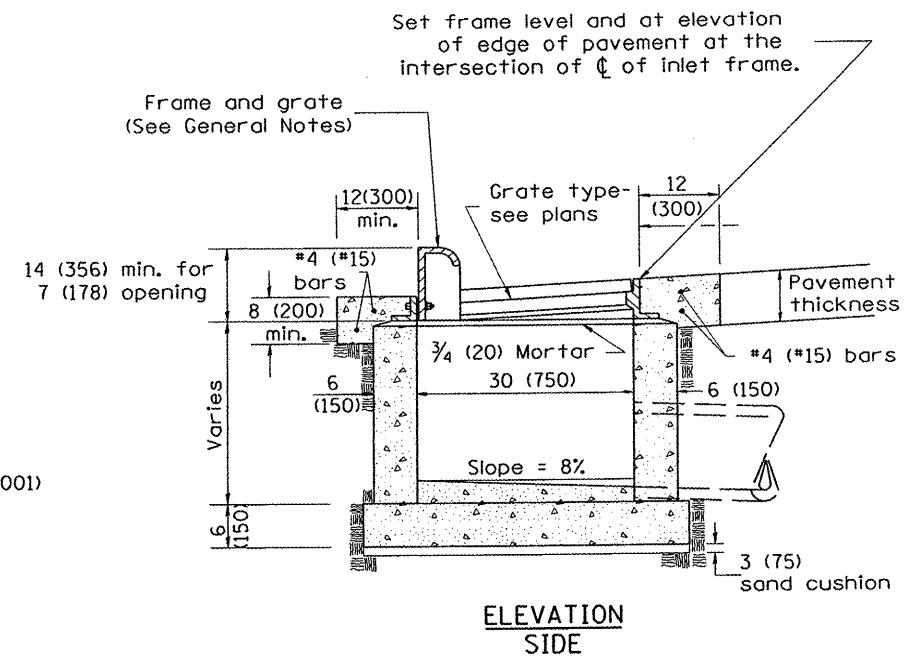 Set frame level and at elevation
of edge of pavement at the
intersection of ℄ of inlet frame.
Frame and grate
(See General Notes)
12(300)
min.
Grate type-
see plans
12
(300)
14 (356) min. for
7 (178) opening
#4 (#15)
bars
8 (200)
min.
Pavement
thickness
#4 (#15) bars
¾ (20) Mortar
30 (750)
6
(150)
6 (150)
Varies
Slope = 8%
001)
6
(150)
3 (75)
sand cushion
ELEVATION
SIDE